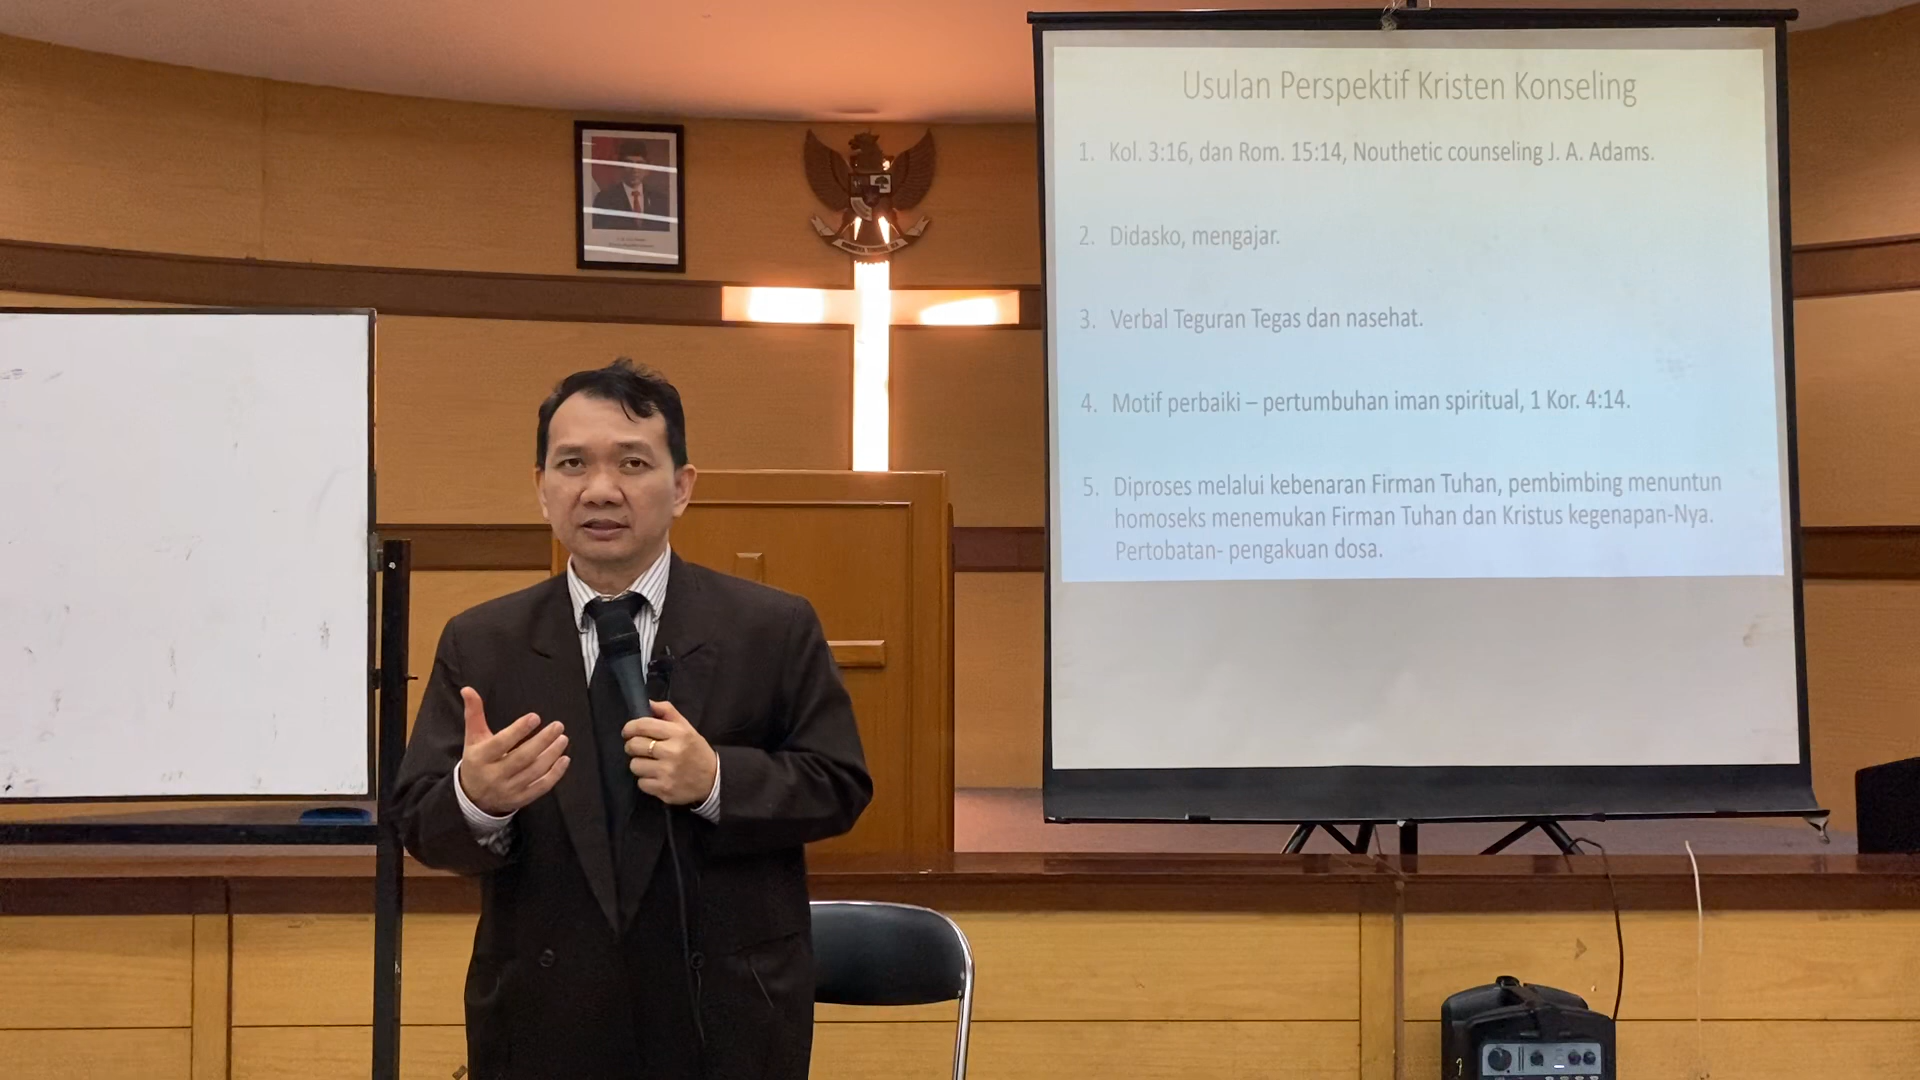 Usulan Perspektif Kristen Konseling
1. Kol. 3:16, dan Rom. 15:14, Nouthetic counseling J. A. Adams.
2. Didasko, mengajar.
3. Verbal Teguran Tegas dan nasehat.
4. Motif perbaiki – pertumbuhan iman spiritual, 1 Kor. 4:14.
5. Diproses melalui kebenaran Firman Tuhan, pembimbing menuntun
homoseks menemukan Firman Tuhan dan Kristus kegenapan-Nya.
Pertobatan- pengakuan dosa.